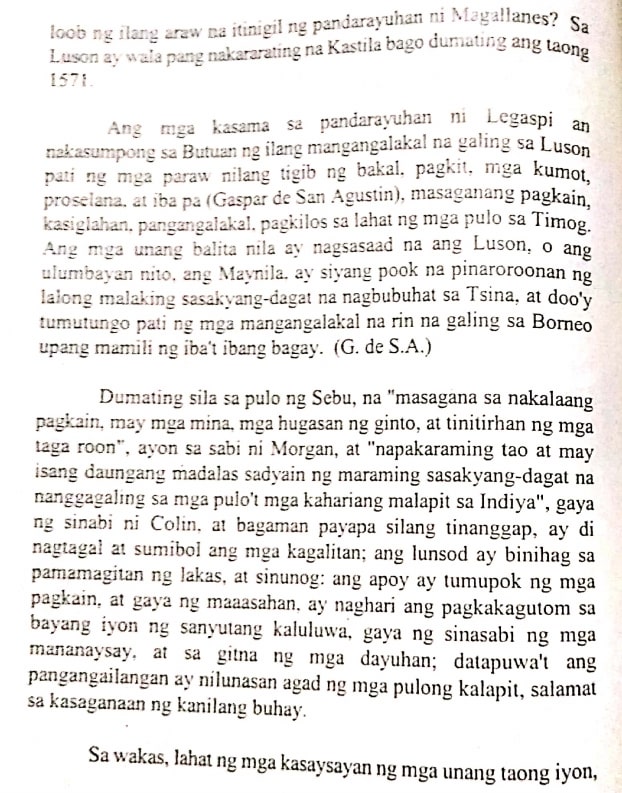 loob ng ilang araw na itinigil ng pandarayuhan ni Magallanes? Sa
Luson ay wala pang nakararating na Kastila bago dumating ang taong
1571.
Ang mga kasama sa pandarayuhan ni Legaspi an
nakasumpong sa Butuan ng ilang mangangalakal na galing sa Luson
pati ng mga paraw nilang tigib ng bakal, pagkit, mga kumot,
proselana, at iba pa (Gaspar de San Agustin), masaganang pagkain,
kasiglahan, pangangalakal, pagkilos sa lahat ng mga pulo sa Timog.
Ang mga unang balita nila ay nagsasaad na ang Luson, o ang
ulumbayan nito, ang Maynila, ay siyang pook na pinaroroonan ng
lalong malaking sasakyang-dagat na nagbubuhat sa Tsina, at doo'y
tumutungo pati ng mga mangangalakal na rin na galing sa Borneo
upang mamili ng iba't ibang bagay. (G. de S.A.)
Dumating sila sa pulo ng Sebu, na "masagana sa nakalaang
pagkain, may mga mina, mga hugasan ng ginto, at tinitirhan ng mga
taga roon", ayon sa sabi ni Morgan, at "napakaraming tao at may
isang daungang madalas sadyain ng maraming sasakyang-dagat na
nanggagaling sa mga pulo't mga kahariang malapit sa Indiya", gaya
ng sinabi ni Colin, at bagaman payapa silang tinanggap, ay di
nagtagal at sumibol ang mga kagalitan; ang lunsod ay binihag sa
pamamagitan ng lakas, at sinunog: ang apoy ay tumupok ng mga
pagkain, at gaya ng maaasahan, ay naghari ang pagkakagutom sa
bayang iyon ng sanyutang kaluluwa, gaya ng sinasabi ng mga
mananaysay, at sa gitna ng mga dayuhan; datapuwa't ang
pangangailangan ay nilunasan agad ng mga pulong kalapit, salamat
sa kasaganaan ng kanilang buhay.
Sa wakas, lahat ng mga kasaysayan ng mga unang taong iyon,